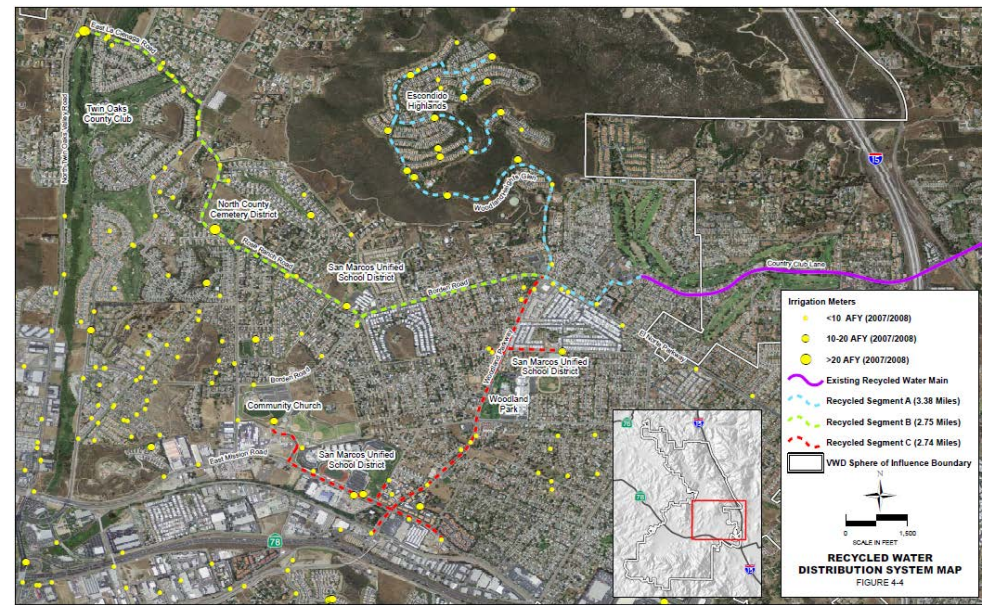 East La Cienega Road
North Twin Oaks Valley Road
Twin Oaks
County Club
Escondido
Highlands
15
North County
Cemetery District
Rose Ranch Road
San Marcos Unified
School District
Borden Road
Country Club Lane
San Marcos Unified
School District
Woodland
Park
Borden Road
Community Church
East Mission Road
San Marcos Unified
School District
78
78
15
78
15
Irrigation Meters
<10 AFY (2007/2008)
10-20 AFY (2007/2008)
>20 AFY (2007/2008)
Existing Recycled Water Main
Recycled Segment A (3.38 Miles)
Recycled Segment B (2.75 Miles)
Recycled Segment C (2.74 Miles)
VWD Sphere of Influence Boundary
N
0 1,500
SCALE IN FEET
RECYCLED WATER
DISTRIBUTION SYSTEM MAP
FIGURE 4-4